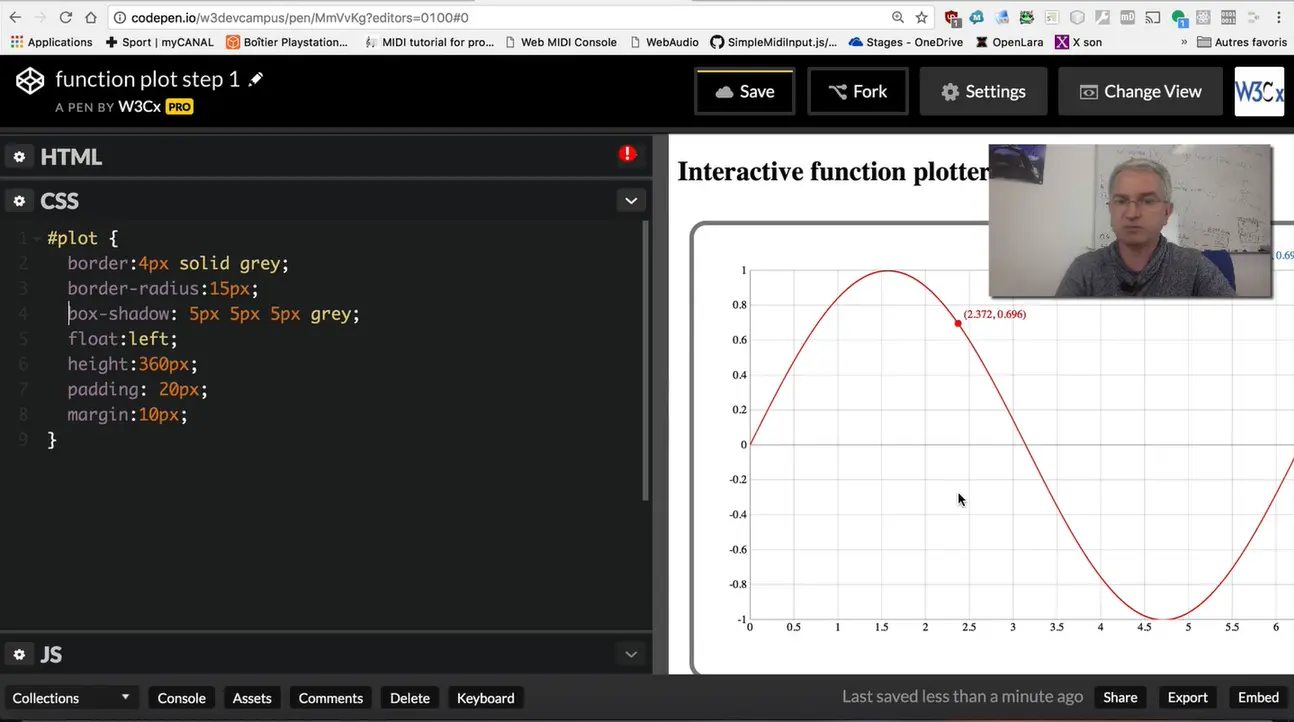 codepen.io/w3devcampus/pen/MmVvKg?editors=0100#0
Applications Sport | myCANAL Boîtier Playstation... MIDI tutorial for pro... Web MIDI Console WebAudio SimpleMidiInput.js/... Stages - OneDrive OpenLara X son » Autres favoris
function plot step 1
A PEN BY W3Cx PRO
Save Fork Settings Change View W3Cx
HTML
CSS
1 #plot {
2 border:4px solid grey;
3 border-radius:15px;
4 box-shadow: 5px 5px 5px grey;
5 float:left;
6 height:360px;
7 padding: 20px;
8 margin:10px;
9 }
JS
Interactive function plotter
, 0.69
(2.372, 0.696)
1
0.8
0.6
0.4
0.2
0
-0.2
-0.4
-0.6
-0.8
-1
0 0.5 1 1.5 2 2.5 3 3.5 4 4.5 5 5.5 6
Collections Console Assets Comments Delete Keyboard Last saved less than a minute ago Share Export Embed